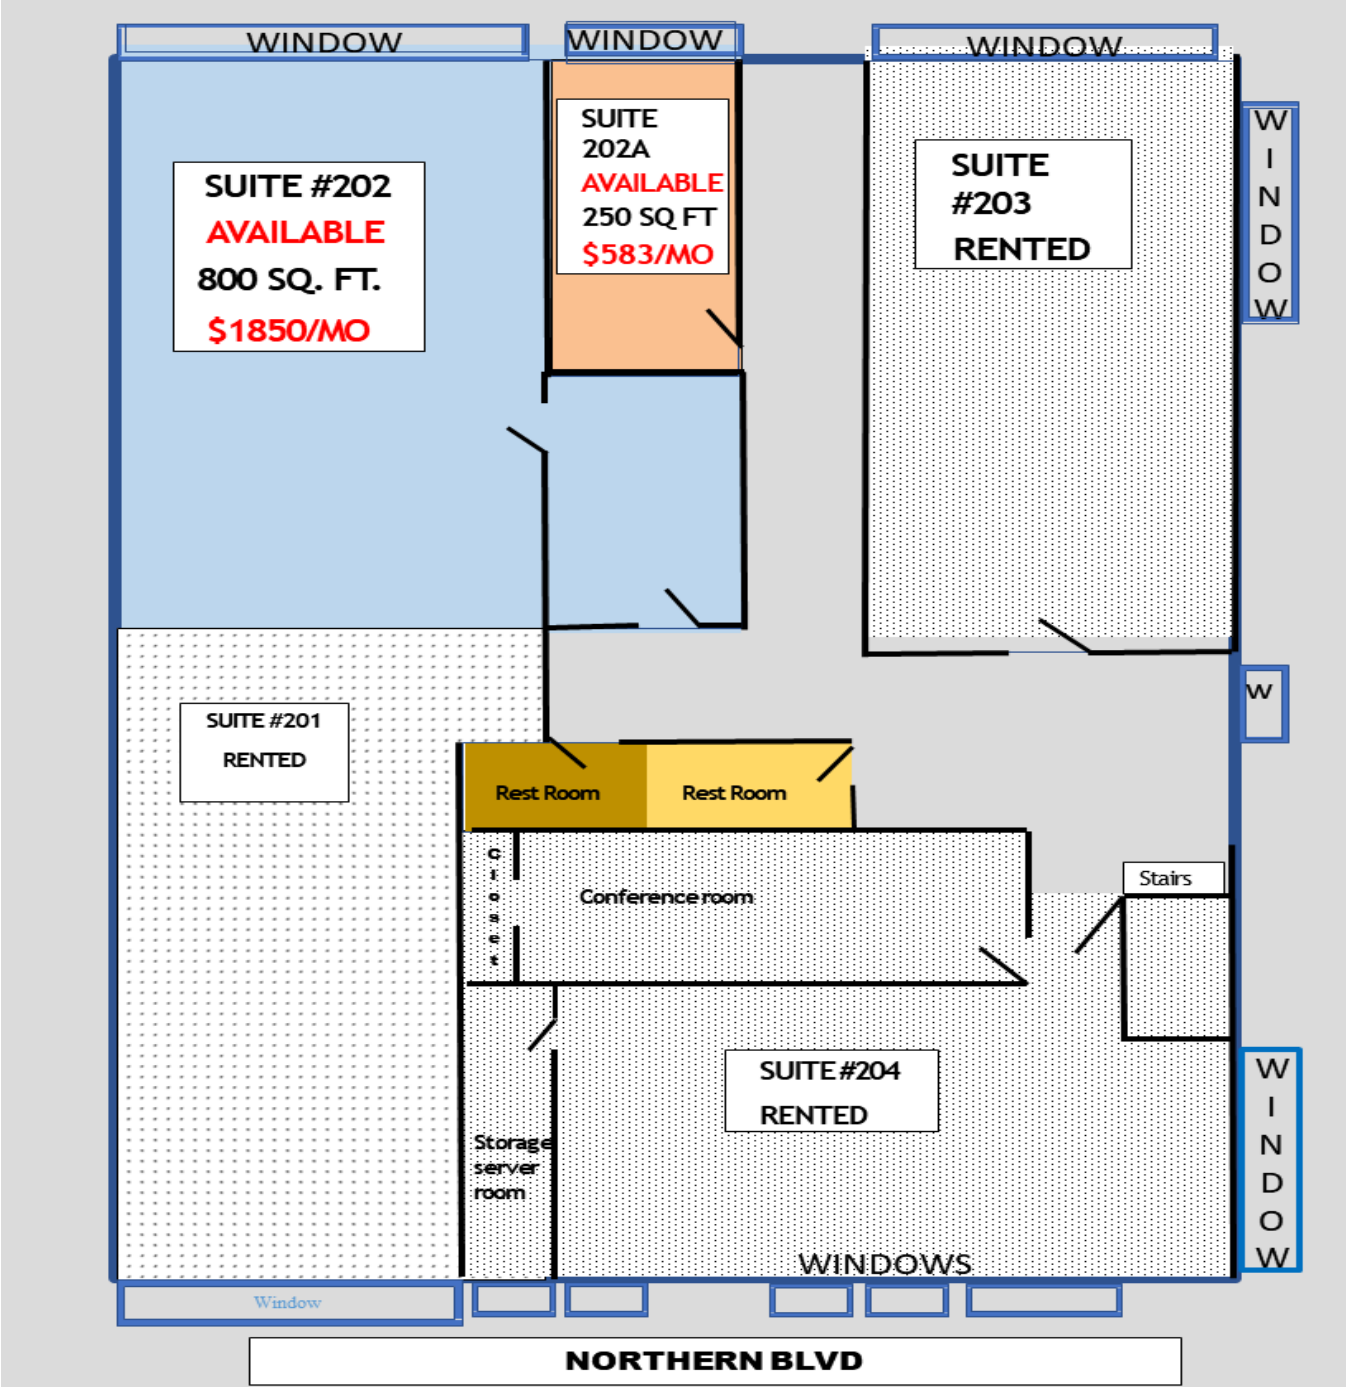 WINDOW
WINDOW
WINDOW
SUITE #202
AVAILABLE
800 SQ. FT.
$1850/MO
SUITE
202A
AVAILABLE
250 SQ FT
$583/MO
SUITE
#203
RENTED
WINDOW
SUITE #201
RENTED
W
Rest Room
Rest Room
Closet
Conference room
Stairs
SUITE #204
RENTED
Storage
server
room
WINDOW
WINDOWS
Window
NORTHERN BLVD